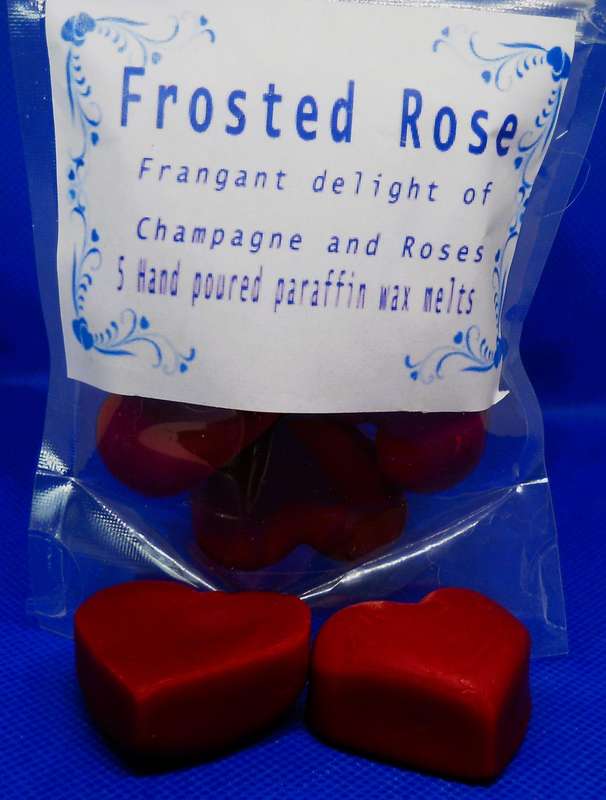 Frosted Rose
Frangant delight of
Champagne and Roses
5 Hand poured paraffin wax melts